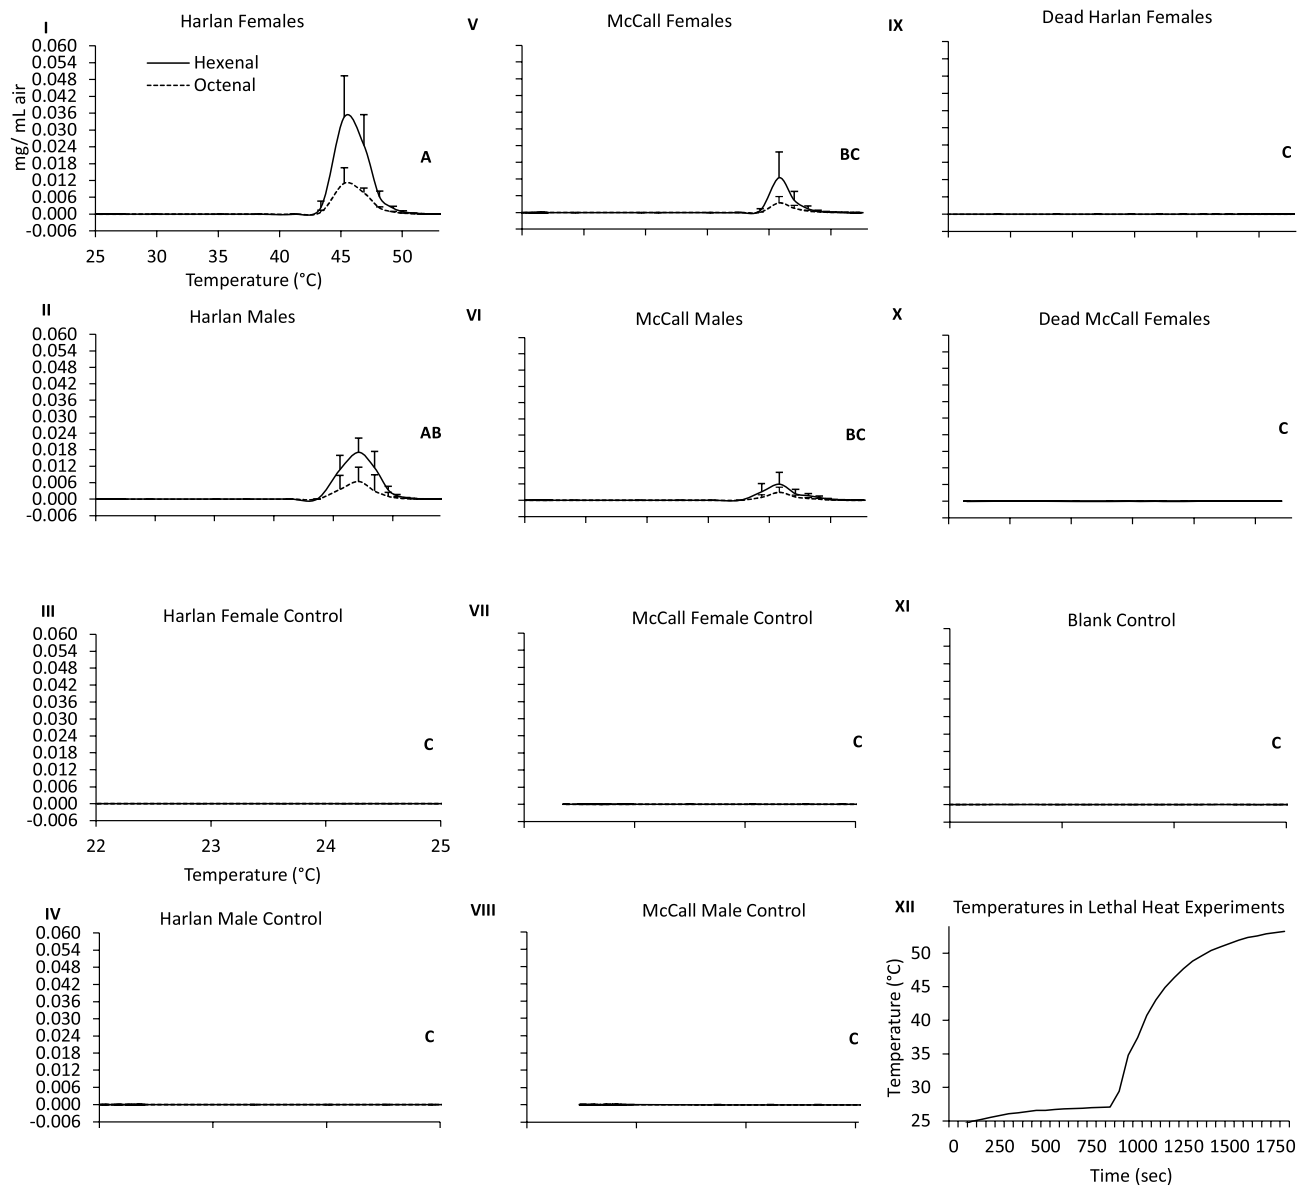 I
Harlan Females
0.060
0.054
0.048
0.042
0.036
0.030
0.024
0.018
0.012
0.006
0.000
-0.006
mg/ mL air
Hexenal
Octenal
A
25 30 35 40 45 50
Temperature (°C)
V
McCall Females
BC
IX
Dead Harlan Females
C
II
Harlan Males
0.060
0.054
0.048
0.042
0.036
0.030
0.024
0.018
0.012
0.006
0.000
-0.006
AB
VI
McCall Males
BC
X
Dead McCall Females
C
III
Harlan Female Control
0.060
0.054
0.048
0.042
0.036
0.030
0.024
0.018
0.012
0.006
0.000
-0.006
C
22 23 24 25
Temperature (°C)
VII
McCall Female Control
C
XI
Blank Control
C
IV
Harlan Male Control
0.060
0.054
0.048
0.042
0.036
0.030
0.024
0.018
0.012
0.006
0.000
-0.006
C
VIII
McCall Male Control
C
XII
Temperatures in Lethal Heat Experiments
Temperature (°C)
50
45
40
35
30
25
0 250 500 750 1000 1250 1500 1750
Time (sec)